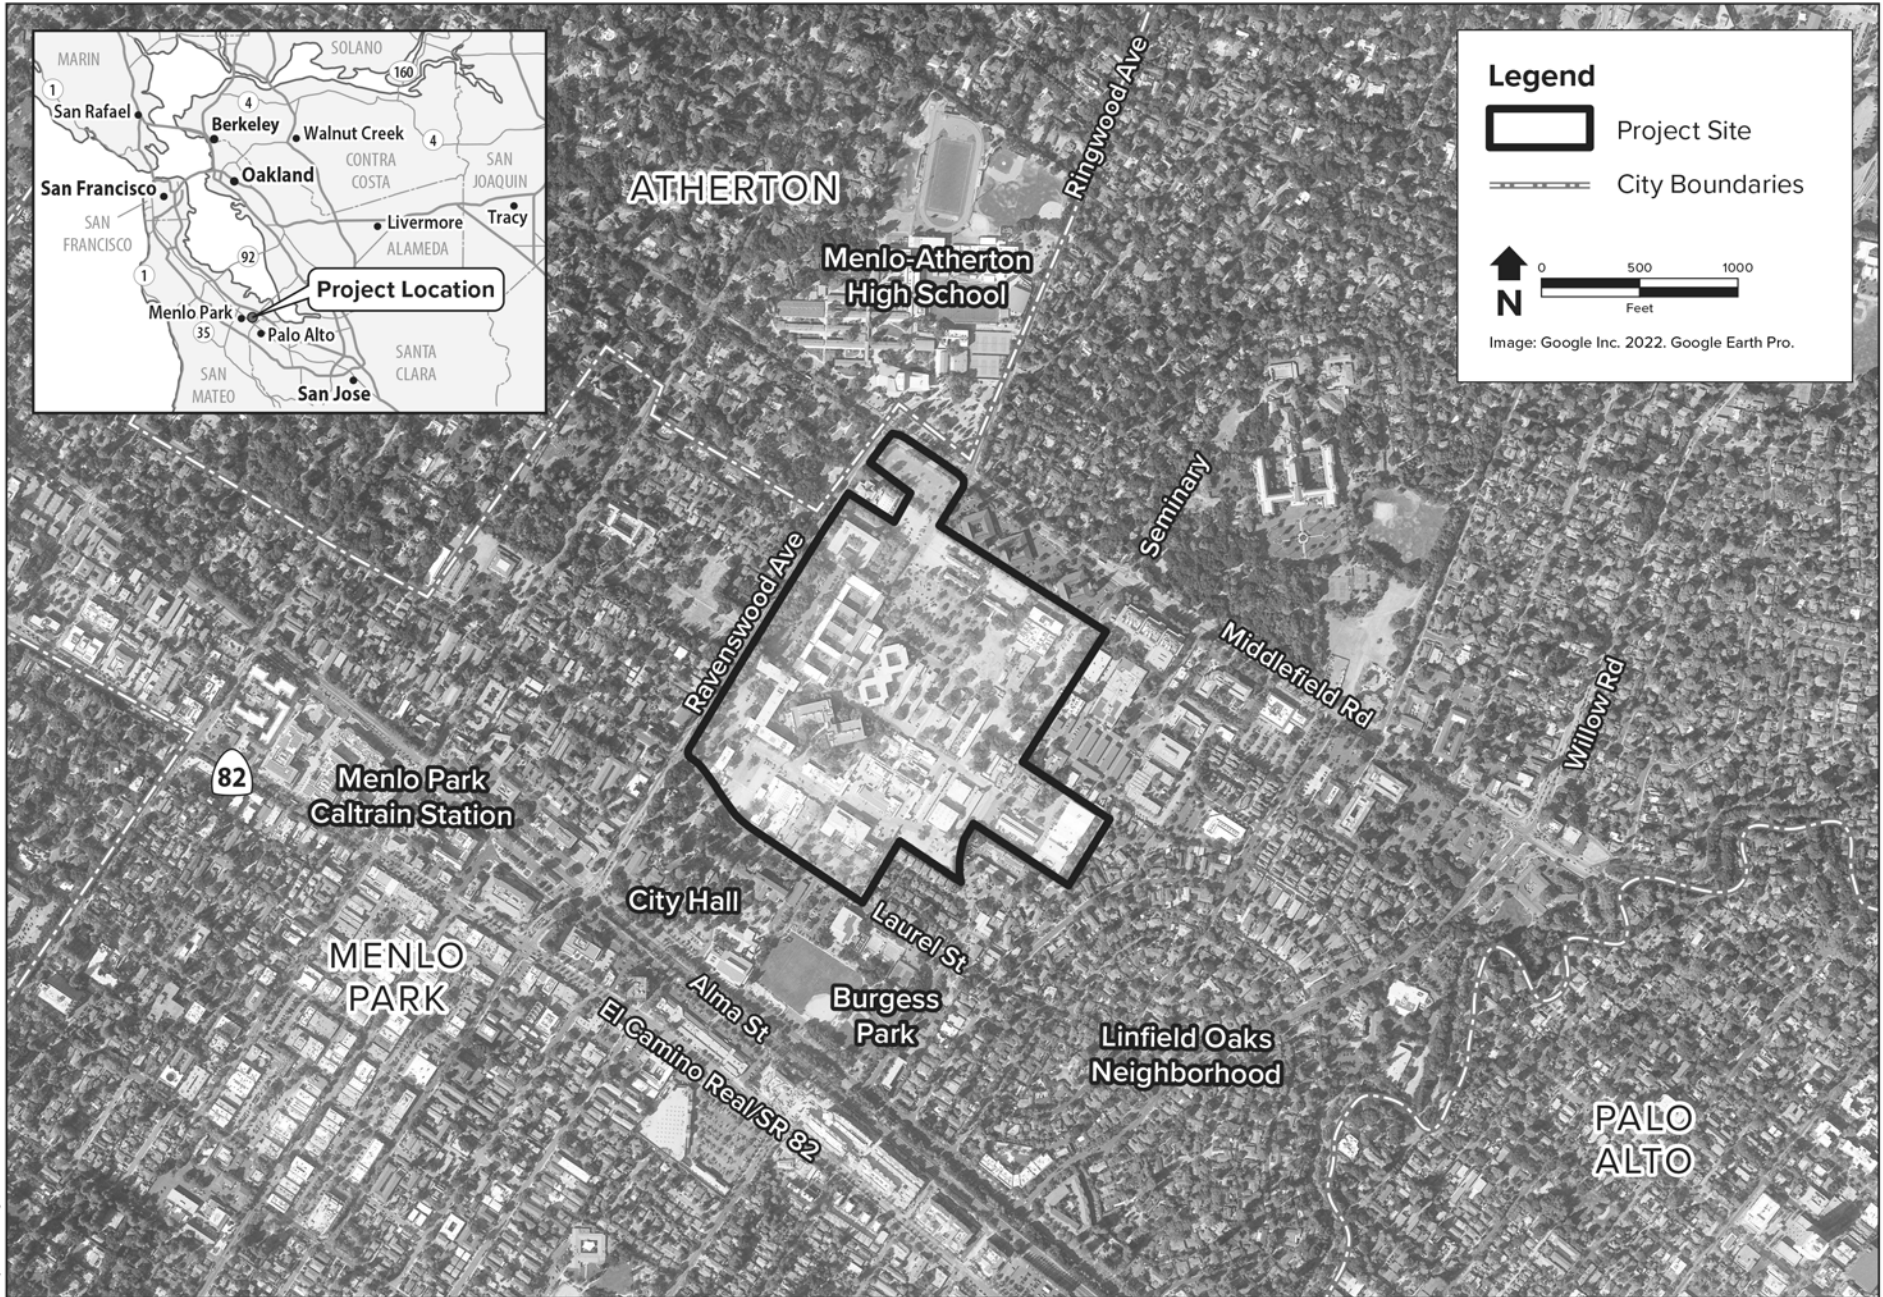 MARIN
SOLANO
160
1
4
San Rafael
Berkeley
Walnut Creek
4
CONTRA
COSTA
SAN
JOAQUIN
Oakland
San Francisco
Tracy
Livermore
SAN
FRANCISCO
ALAMEDA
92
1
Project Location
Menlo Park
35
Palo Alto
SANTA
CLARA
SAN
MATEO
San Jose
Legend
Project Site
City Boundaries
N
0 500 1000
Feet
Image: Google Inc. 2022. Google Earth Pro.
Ringwood Ave
ATHERTON
Menlo-Atherton
High School
Seminary
Ravenswood Ave
Middlefield Rd
Willow Rd
82
Menlo Park
Caltrain Station
City Hall
Laurel St
MENLO
PARK
Alma St
Burgess
Park
El Camino Real/SR 82
Linfield Oaks
Neighborhood
PALO
ALTO